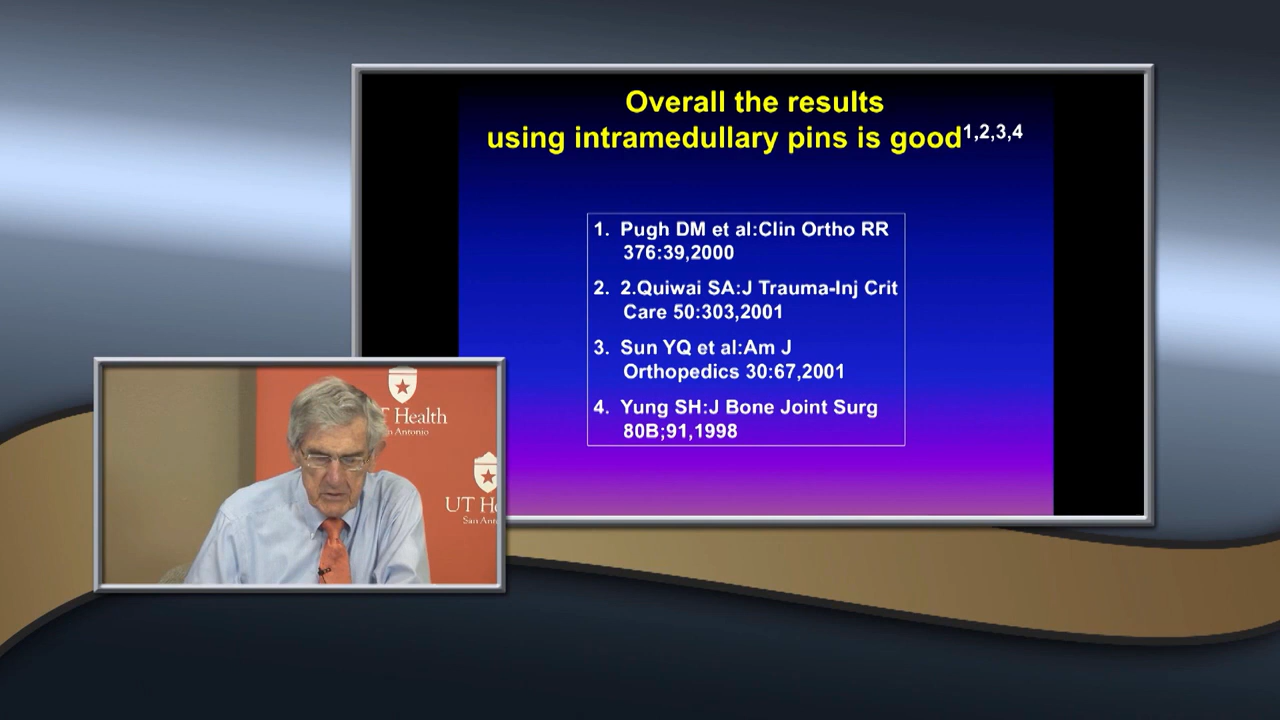 Overall the results
using intramedullary pins is good1,2,3,4
1. Pugh DM et al:Clin Ortho RR
376:39,2000
2. 2.Quiwai SA:J Trauma-Inj Crit
Care 50:303,2001
3. Sun YQ et al:Am J
Orthopedics 30:67,2001
4. Yung SH:J Bone Joint Surg
80B;91,1998
Health
Antonio
UT
San